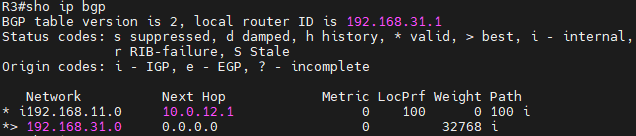 R3#sho ip bgp
BGP table version is 2, local router ID is 192.168.31.1
Status codes: s suppressed, d damped, h history, * valid, > best, i - internal,
              r RIB-failure, S Stale
Origin codes: i - IGP, e - EGP, ? - incomplete

   Network          Next Hop            Metric LocPrf Weight Path
* i192.168.11.0     10.0.12.1                0    100      0 100 i
*> 192.168.31.0     0.0.0.0                  0         32768 i